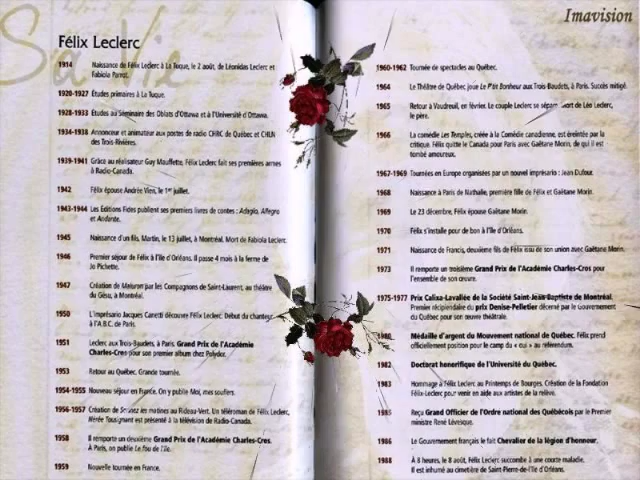 Sa Vie
Imavision
Félix Leclerc
1914 Naissance de Félix Leclerc à La Tuque, le 2 août, de Léonidas Leclerc et
Fabiola Parrot.
1920-1927 Études primaires à La Tuque.
1928-1933 Études au Séminaire des Oblats d'Ottawa et à l'Université d'Ottawa.
1934-1938 Annonceur et animateur aux postes de radio CHRC de Québec et CHLN
des Trois-Rivières.
1939-1941 Grâce au réalisateur Guy Mauffette, Félix Leclerc fait ses premières armes
à Radio-Canada.
1942 Félix épouse Andrée Vien, le 1er juillet.
1943-1944 Les Éditions Fides publient ses premiers livres de contes : Adagio, Allegro
et Andante.
1945 Naissance d'un fils, Martin, le 13 juillet, à Montréal. Mort de Fabiola Leclerc.
1946 Premier séjour de Félix à l'Île d'Orléans. Il passe 4 mois à la ferme de
Jo Pichette.
1947 Création de Maluron par les Compagnons de Saint-Laurent, au théâtre
du Gésu, à Montréal.
1950 L'imprésario Jacques Canetti découvre Félix Leclerc. Début du chanteur
à l'A.B.C. de Paris.
1951 Leclerc aux Trois-Baudets, à Paris. Grand Prix de l'Académie
Charles-Cros pour son premier album chez Polydor.
1953 Retour au Québec. Grande tournée.
1954-1955 Nouveau séjour en France. On y publie Moi, mes souliers.
1956-1957 Création de Sonnez les matines au Rideau-Vert. Un téléroman de Félix Leclerc,
Nérée Tousignant est présenté à la télévision de Radio-Canada.
1958 Il remporte un deuxième Grand Prix de l'Académie Charles-Cros.
À Paris, on publie Le fou de l'île.
1959 Nouvelle tournée en France.
1960-1962 Tournée de spectacles au Québec.
1964 Le Théâtre de Québec joue Le P'tit Bonheur aux Trois-Baudets, à Paris. Succès mitigé.
1965 Retour à Vaudreuil, en février. Le couple Leclerc se sépare. Mort de Léo Leclerc,
le père.
1966 La comédie Les Temples, créée à la Comédie canadienne, est éreintée par la
critique. Félix quitte le Canada pour Paris avec Gaétane Morin, de qui il est
tombé amoureux.
1967-1969 Tournées en Europe organisées par un nouvel imprésario : Jean Dufour.
1968 Naissance à Paris de Nathalie, première fille de Félix et Gaétane Morin.
1969 Le 23 décembre, Félix épouse Gaétane Morin.
1970 Félix s'installe pour de bon à l'Île d'Orléans.
1971 Naissance de Francis, deuxième fils de Félix issu de son union avec Gaétane Morin.
1973 Il remporte un troisième Grand Prix de l'Académie Charles-Cros pour
l'ensemble de son œuvre.
1975-1977 Prix Calixa-Lavallée de la Société Saint-Jean-Baptiste de Montréal.
Premier récipiendaire du prix Denise-Pelletier décerné par le Gouvernement
du Québec pour son œuvre théâtrale.
1980 Médaille d'argent du Mouvement national de Québec. Félix prend
officiellement position pour le camp du « oui » au référendum.
1982 Doctorat honorifique de l'Université du Québec.
1983 Hommage à Félix Leclerc au Printemps de Bourges. Création de la Fondation
Félix-Leclerc pour venir en aide aux artistes de la relève.
1985 Reçu Grand Officier de l'Ordre national des Québécois par le Premier
ministre René Lévesque.
1986 Le Gouvernement français le fait Chevalier de la légion d'honneur.
1988 À 8 heures, le 8 août, Félix Leclerc succombe à une courte maladie.
Il est inhumé au cimetière de Saint-Pierre-de-l'Île d'Orléans.